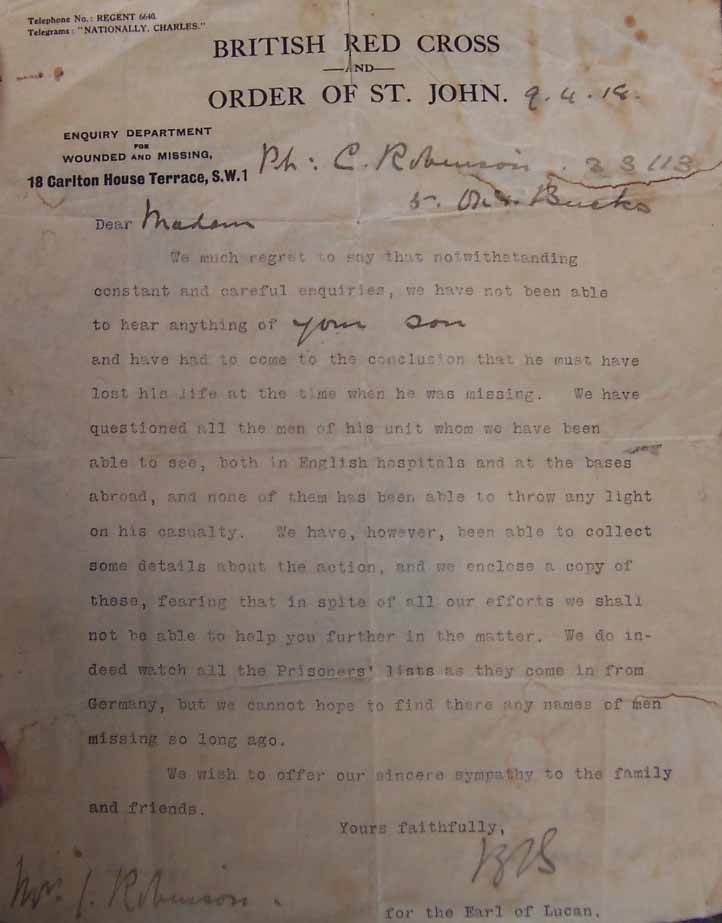 Telephone No.: REGENT 6640.
Telegrams: "NATIONALLY, CHARLES."
BRITISH RED CROSS
—AND—
ORDER OF ST. JOHN. 9.4.18.
ENQUIRY DEPARTMENT
FOR
WOUNDED AND MISSING,
18 Carlton House Terrace, S.W.1
C. Robinson. 23113
5. Bucks
Dear Madam
We much regret to say that notwithstanding
constant and careful enquiries, we have not been able
to hear anything of your son
and have had to come to the conclusion that he must have
lost his life at the time when he was missing. We have
questioned all the men of his unit whom we have been
able to see, both in English hospitals and at the bases
abroad, and none of them has been able to throw any light
on his casualty. We have, however, been able to collect
some details about the action, and we enclose a copy of
these, fearing that in spite of all our efforts we shall
not be able to help you further in the matter. We do in-
deed watch all the Prisoners' lists as they come in from
Germany, but we cannot hope to find there any names of men
missing so long ago.
We wish to offer our sincere sympathy to the family
and friends.
Yours faithfully,
for the Earl of Lucan.
Robinson.